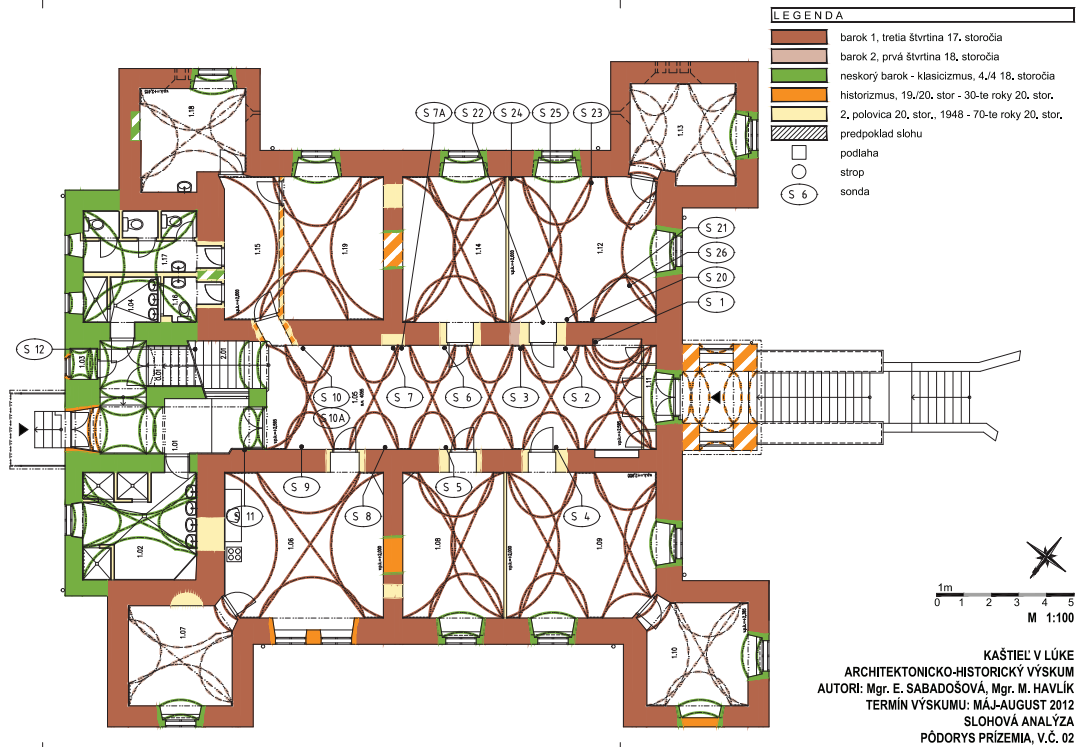 LEGENDA
barok 1, tretia štvrtina 17. storočia
barok 2, prvá štvrtina 18. storočia
neskorý barok - klasicizmus, 4./4 18. storočia
historizmus, 19./20. stor - 30-te roky 20. stor.
2. polovica 20. stor., 1948 - 70-te roky 20. stor.
predpoklad slohu
podlaha
strop
S 6 sonda
S 7A
S 22
S 24
S 25
S 23
S 21
S 26
S 20
S 1
S 12
S 10
S 10A
S 7
S 6
S 3
S 2
S 9
S 8
S 5
S 4
S 11
1.18
1.13
1.15
1.19
1.14
1.12
1.17
1.04
1.16
1.03
0.01
2.01
1.05
1.11
1.01
1.02
1.06
1.08
1.09
1.07
1.10
1m
0 1 2 3 4 5
M 1:100
KAŠTIEĽ V LÚKE
ARCHITEKTONICKO-HISTORICKÝ VÝSKUM
AUTORI: Mgr. E. SABADOŠOVÁ, Mgr. M. HAVLÍK
TERMÍN VÝSKUMU: MÁJ-AUGUST 2012
SLOHOVÁ ANALÝZA
PÔDORYS PRÍZEMIA, V.Č. 02